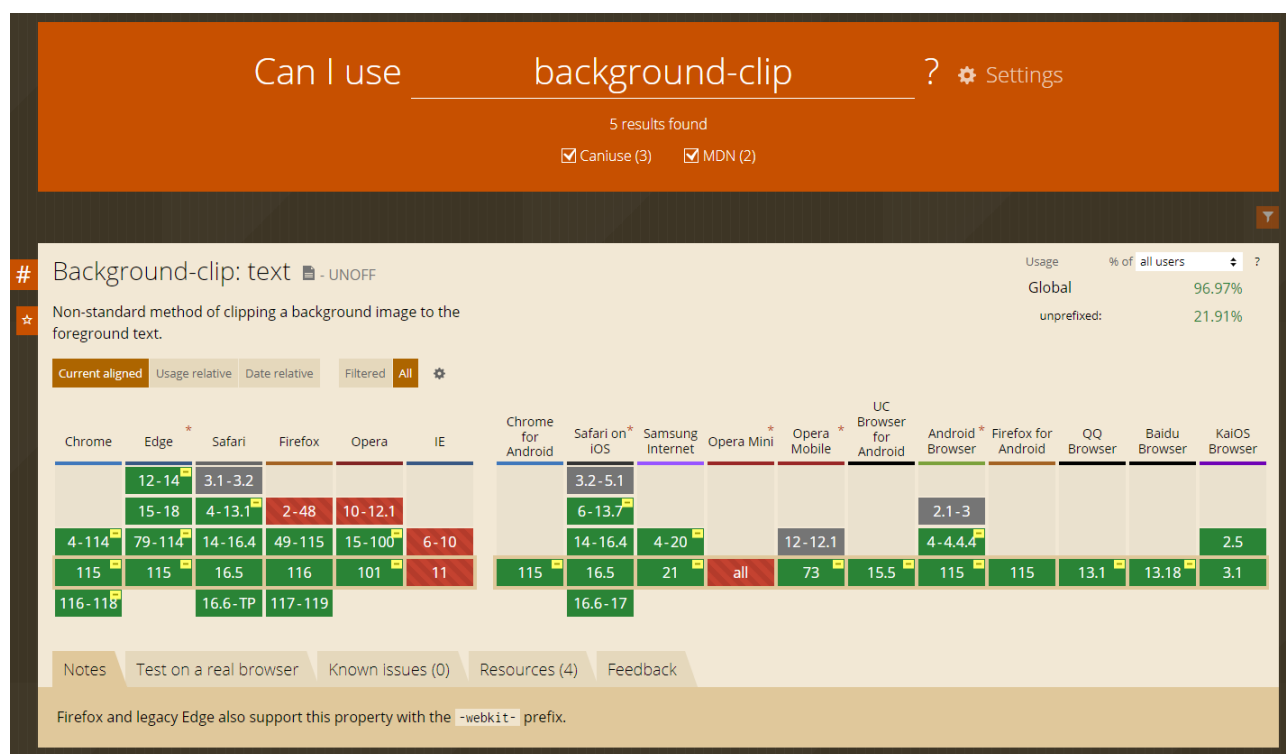 Can I use background-clip ? Settings
5 results found
Caniuse (3) MDN (2)
# Background-clip: text - UNOFF
Usage % of all users ?
Global 96.97%
unprefixed: 21.91%
Non-standard method of clipping a background image to the
foreground text.
Current aligned Usage relative Date relative Filtered All
Chrome Edge * Safari Firefox Opera IE Chrome for Android Safari on iOS * Samsung Internet Opera Mini * Opera Mobile * UC Browser for Android Android Browser * Firefox for Android QQ Browser Baidu Browser KaiOS Browser
12-14 3.1-3.2 3.2-5.1
15-18 4-13.1 2-48 10-12.1 6-13.7 2.1-3
4-114 79-114 14-16.4 49-115 15-100 6-10 14-16.4 4-20 12-12.1 4-4.4.4 2.5
115 115 16.5 116 101 11 115 16.5 21 all 73 15.5 115 115 13.1 13.18 3.1
116-118 16.6-TP 117-119 16.6-17
Notes Test on a real browser Known issues (0) Resources (4) Feedback
Firefox and legacy Edge also support this property with the -webkit- prefix.